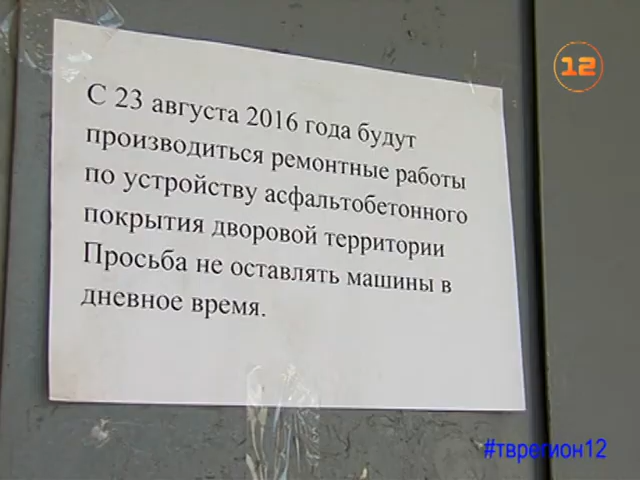 12
С 23 августа 2016 года будут
производиться ремонтные работы
по устройству асфальтобетонного
покрытия дворовой территории
Просьба не оставлять машины в
дневное время.
#тврегион12